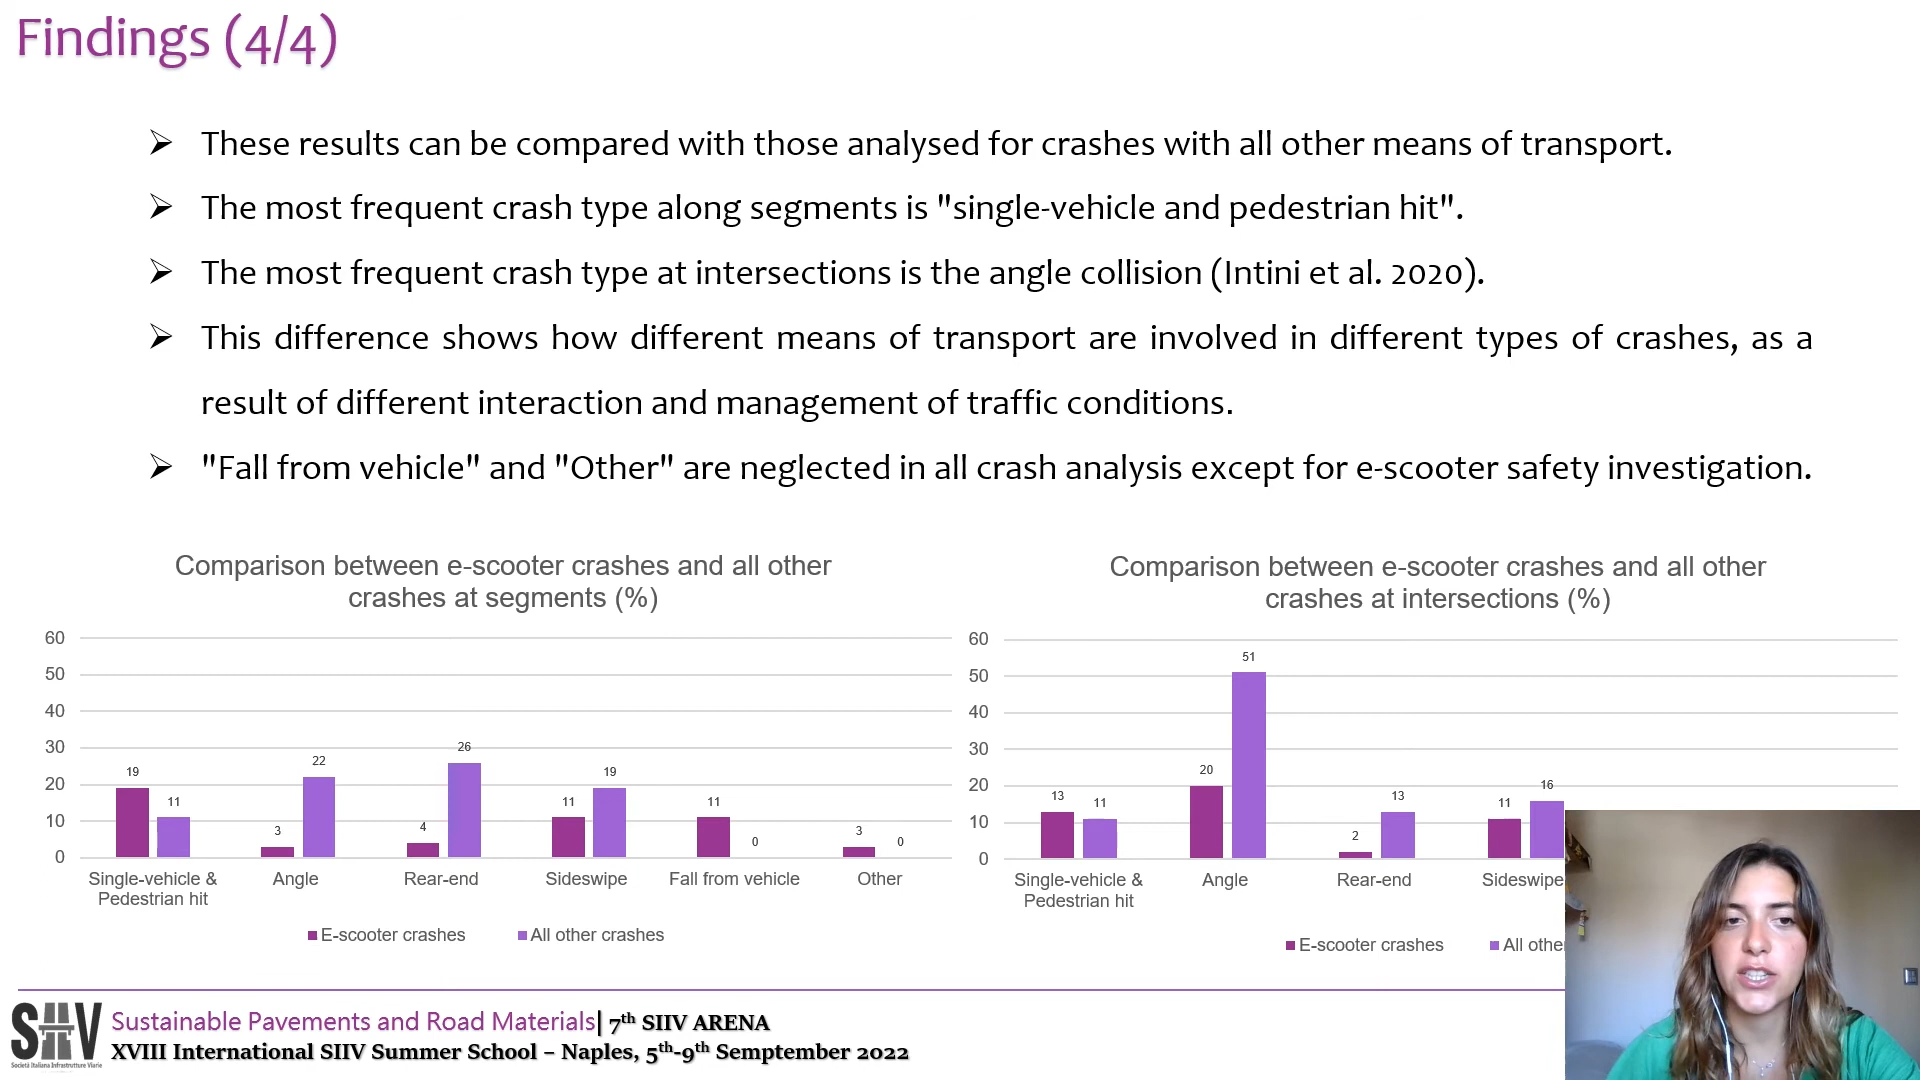 Findings (4/4)
➢ These results can be compared with those analysed for crashes with all other means of transport.
➢ The most frequent crash type along segments is "single-vehicle and pedestrian hit".
➢ The most frequent crash type at intersections is the angle collision (Intini et al. 2020).
➢ This difference shows how different means of transport are involved in different types of crashes, as a
result of different interaction and management of traffic conditions.
➢ "Fall from vehicle" and "Other" are neglected in all crash analysis except for e-scooter safety investigation.
Comparison between e-scooter crashes and all other
crashes at segments (%)
60
50
40
30
20
10
0
19
11
3
22
4
26
11
19
11
0
3
0
Single-vehicle &
Pedestrian hit
Angle
Rear-end
Sideswipe
Fall from vehicle
Other
E-scooter crashes
All other crashes
Comparison between e-scooter crashes and all other
crashes at intersections (%)
60
50
40
30
20
10
0
13
11
20
51
2
13
11
16
Single-vehicle &
Pedestrian hit
Angle
Rear-end
Sideswipe
E-scooter crashes
All other
SIIV
Società Italiana Infrastrutture Viarie
Sustainable Pavements and Road Materials| 7th SIIV ARENA
XVIII International SIIV Summer School – Naples, 5th-9th Semptember 2022